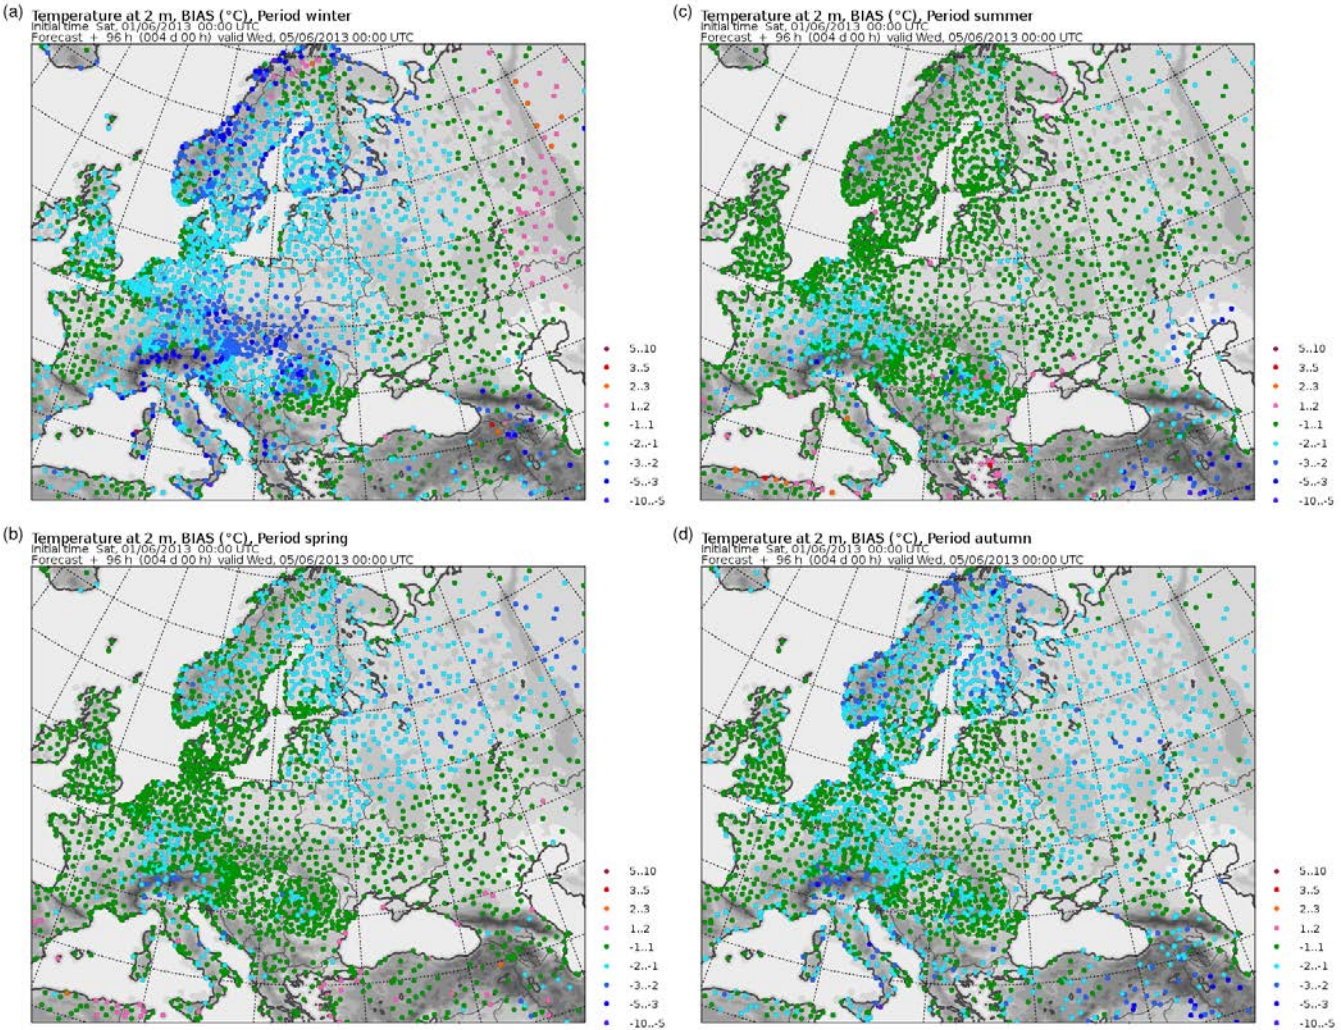 (a)
Temperature at 2 m, BIAS (°C), Period winter
Initial time Sat, 01/06/2013 00:00 UTC
Forecast + 96 h (004 d 00 h) valid Wed, 05/06/2013 00:00 UTC
5..10
3..5
2..3
1..2
-1..1
-2..-1
-3..-2
-5..-3
-10..-5
(c)
Temperature at 2 m, BIAS (°C), Period summer
Initial time Sat, 01/06/2013 00:00 UTC
Forecast + 96 h (004 d 00 h) valid Wed, 05/06/2013 00:00 UTC
5..10
3..5
2..3
1..2
-1..1
-2..-1
-3..-2
-5..-3
-10..-5
(b)
Temperature at 2 m, BIAS (°C), Period spring
Initial time Sat, 01/06/2013 00:00 UTC
Forecast + 96 h (004 d 00 h) valid Wed, 05/06/2013 00:00 UTC
5..10
3..5
2..3
1..2
-1..1
-2..-1
-3..-2
-5..-3
-10..-5
(d)
Temperature at 2 m, BIAS (°C), Period autumn
Initial time Sat, 01/06/2013 00:00 UTC
Forecast + 96 h (004 d 00 h) valid Wed, 05/06/2013 00:00 UTC
5..10
3..5
2..3
1..2
-1..1
-2..-1
-3..-2
-5..-3
-10..-5